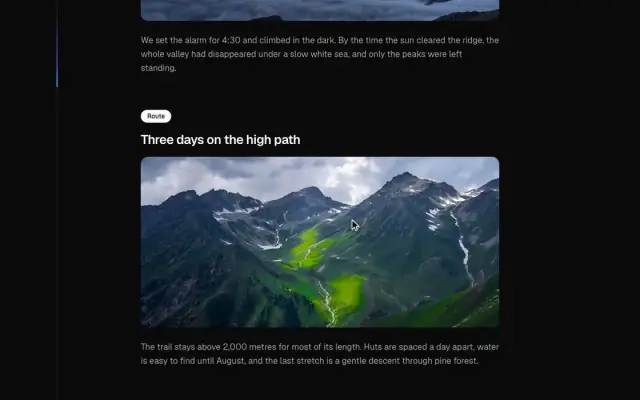 We set the alarm for 4:30 and climbed in the dark. By the time the sun cleared the ridge, the
whole valley had disappeared under a slow white sea, and only the peaks were left
standing.
Route
Three days on the high path
The trail stays above 2,000 metres for most of its length. Huts are spaced a day apart, water
is easy to find until August, and the last stretch is a gentle descent through pine forest.